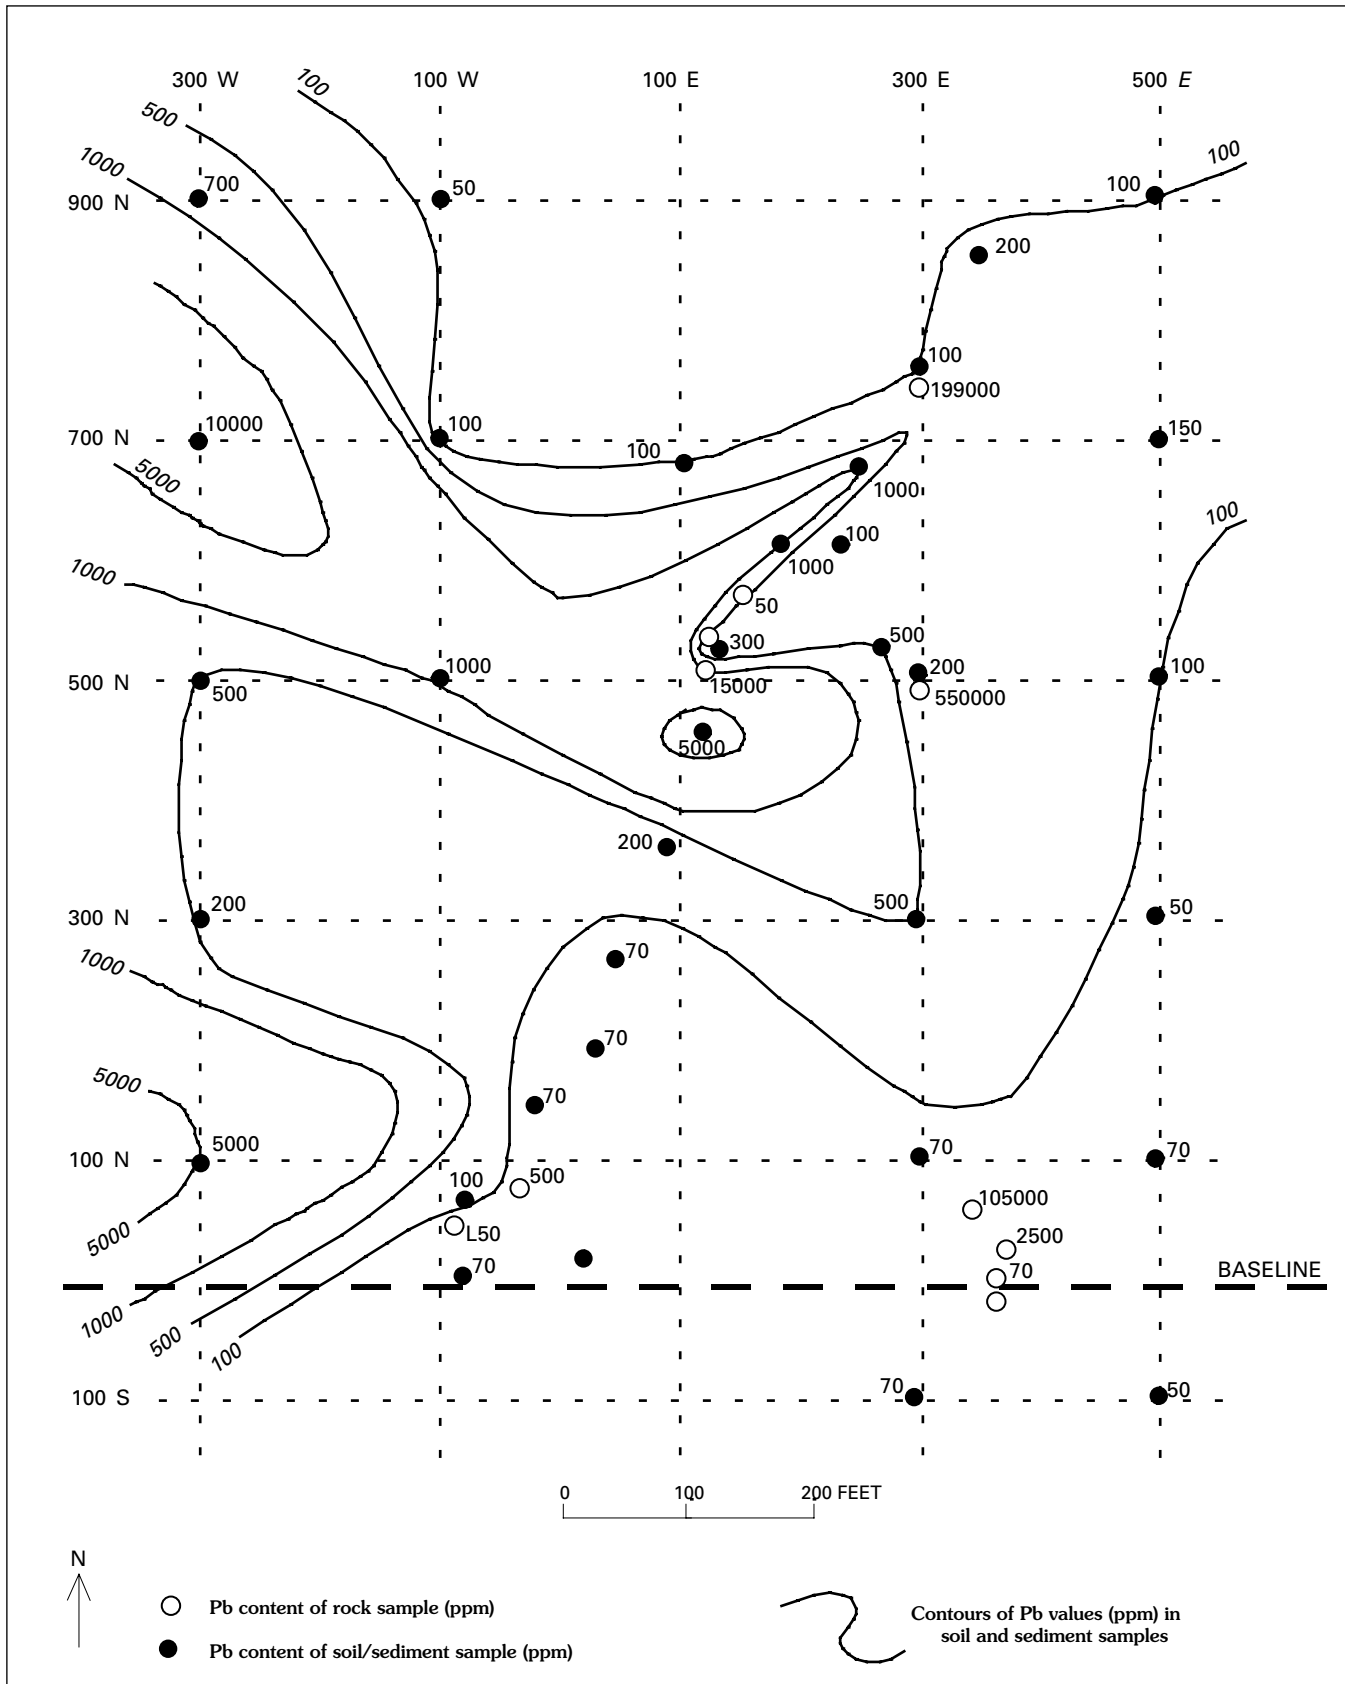 100
300 W
100 W
100 E
300 E
500 E
500
1000
100
700
50
100
900 N
200
100
199000
10000
100
150
700 N
100
5000
1000
100
100
1000
1000
50
300
500
1000
200
100
500 N
500
15000
550000
5000
200
200
500
50
300 N
1000
70
70
5000
70
5000
70
70
100 N
100
500
105000
5000
L50
2500
70
70
BASELINE
1000
500
100
70
50
100 S
0
100
200 FEET
N
Pb content of rock sample (ppm)
Contours of Pb values (ppm) in
soil and sediment samples
Pb content of soil/sediment sample (ppm)